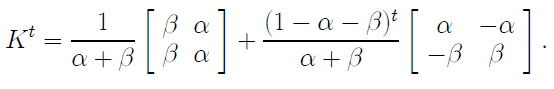 $K^t = \frac{1}{\alpha+\beta} \begin{bmatrix} \beta & \alpha \\ \beta & \alpha \end{bmatrix} + \frac{(1-\alpha-\beta)^t}{\alpha+\beta} \begin{bmatrix} \alpha & -\alpha \\ -\beta & \beta \end{bmatrix}.$